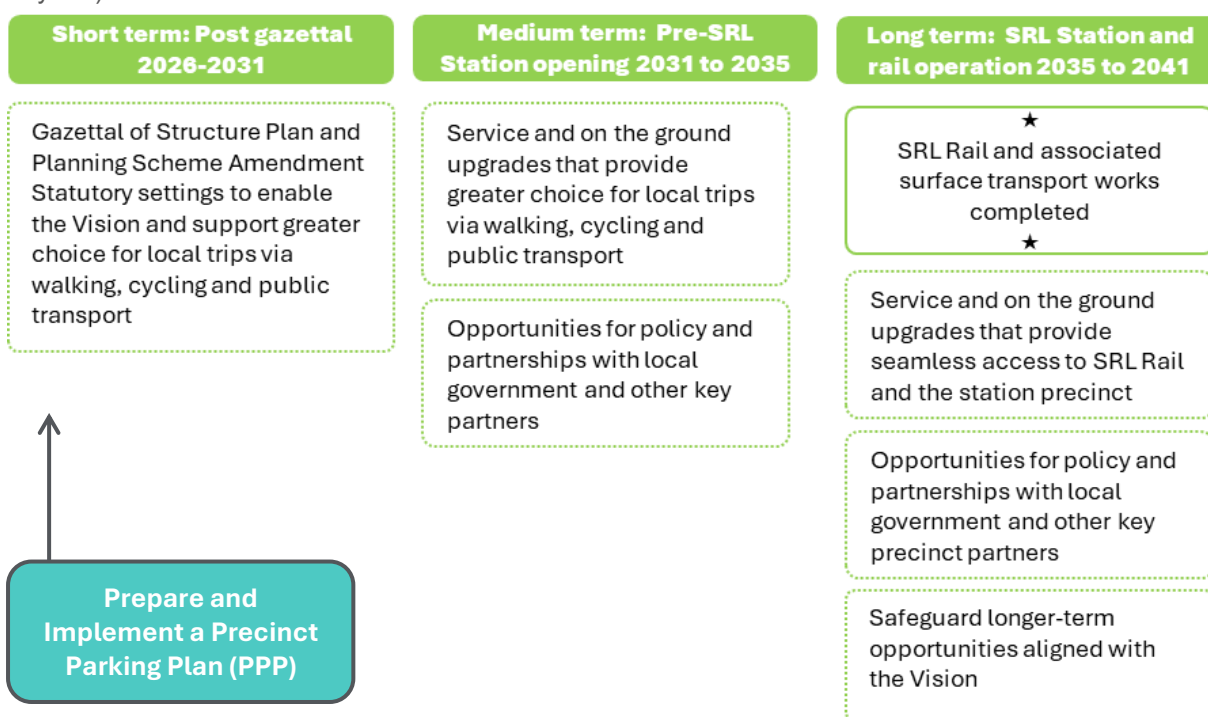 Short term: Post gazettal
2026-2031
Gazettal of Structure Plan and
Planning Scheme Amendment
Statutory settings to enable
the Vision and support greater
choice for local trips via
walking, cycling and public
transport
Prepare and
Implement a Precinct
Parking Plan (PPP)
Medium term: Pre-SRL
Station opening 2031 to 2035
Service and on the ground
upgrades that provide
greater choice for local trips
via walking, cycling and
public transport
Opportunities for policy and
partnerships with local
government and other key
partners
Long term: SRL Station and
rail operation 2035 to 2041
★
SRL Rail and associated
surface transport works
completed
★
Service and on the ground
upgrades that provide
seamless access to SRL Rail
and the station precinct
Opportunities for policy and
partnerships with local
government and other key
precinct partners
Safeguard longer-term
opportunities aligned with
the Vision